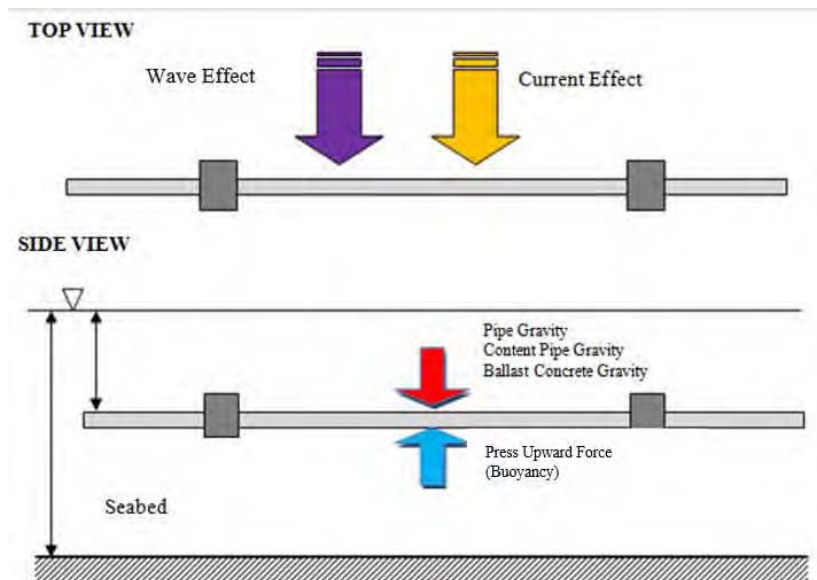 TOP VIEW
Wave Effect
Current Effect
SIDE VIEW
Pipe Gravity
Content Pipe Gravity
Ballast Concrete Gravity
Press Upward Force
(Buoyancy)
Seabed